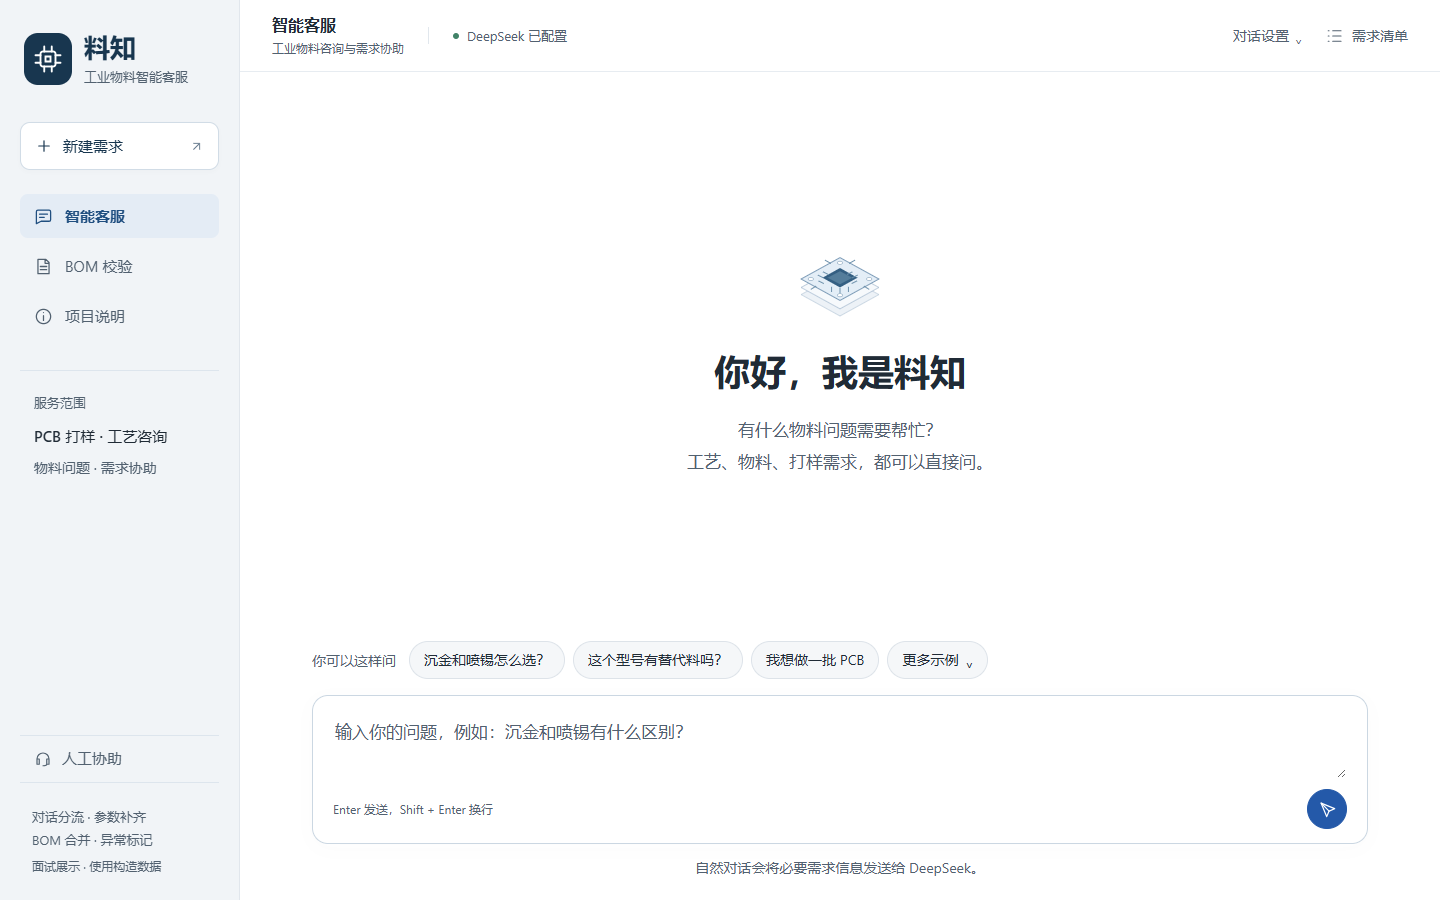 料知
工业物料智能客服
新建需求
智能客服
BOM 校验
项目说明
服务范围
PCB 打样 · 工艺咨询
物料问题 · 需求协助
人工协助
对话分流 · 参数补齐
BOM 合并 · 异常标记
面试展示 · 使用构造数据
智能客服
工业物料咨询与需求协助
DeepSeek 已配置
对话设置
需求清单
你好，我是料知
有什么物料问题需要帮忙？
工艺、物料、打样需求，都可以直接问。
你可以这样问
沉金和喷锡怎么选？
这个型号有替代料吗？
我想做一批 PCB
更多示例
输入你的问题，例如：沉金和喷锡有什么区别？
Enter 发送，Shift + Enter 换行
自然对话会将必要需求信息发送给 DeepSeek。